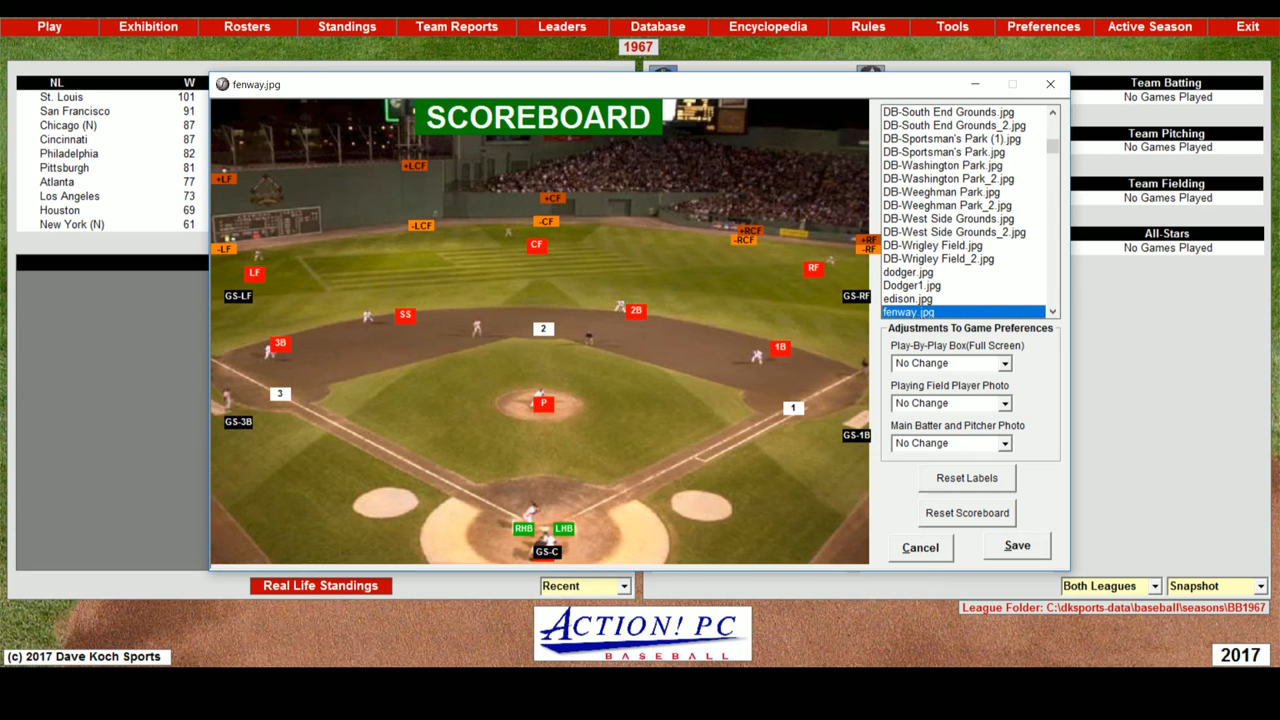 Play Exhibition Rosters Standings Team Reports Leaders Database Encyclopedia Rules Tools Preferences Active Season Exit
1967
NL W
St. Louis 101
San Francisco 91
Chicago (N) 87
Cincinnati 87
Philadelphia 82
Pittsburgh 81
Atlanta 77
Los Angeles 73
Houston 69
New York (N) 61
fenway.jpg
SCOREBOARD
+LCF
+LF
+CF
-LCF
-CF
+RCF
-RCF
+RF
-RF
-LF
CF
LF
RF
GS-LF
GS-RF
SS
2B
2
3B
1B
3
P
1
GS-3B
GS-1B
RHB
LHB
GS-C
DB-South End Grounds.jpg
DB-South End Grounds_2.jpg
DB-Sportsman's Park (1).jpg
DB-Sportsman's Park.jpg
DB-Washington Park.jpg
DB-Washington Park_2.jpg
DB-Weeghman Park.jpg
DB-Weeghman Park_2.jpg
DB-West Side Grounds.jpg
DB-West Side Grounds_2.jpg
DB-Wrigley Field.jpg
DB-Wrigley Field_2.jpg
dodger.jpg
Dodger1.jpg
edison.jpg
fenway.jpg
Adjustments To Game Preferences
Play-By-Play Box(Full Screen)
No Change
Playing Field Player Photo
No Change
Main Batter and Pitcher Photo
No Change
Reset Labels
Reset Scoreboard
Cancel
Save
Team Batting
No Games Played
Team Pitching
No Games Played
Team Fielding
No Games Played
All-Stars
No Games Played
Real Life Standings
Recent
Both Leagues
Snapshot
League Folder: C:\dksports-data\baseball\seasons\BB1967
ACTION! PC
BASEBALL
(c) 2017 Dave Koch Sports
2017